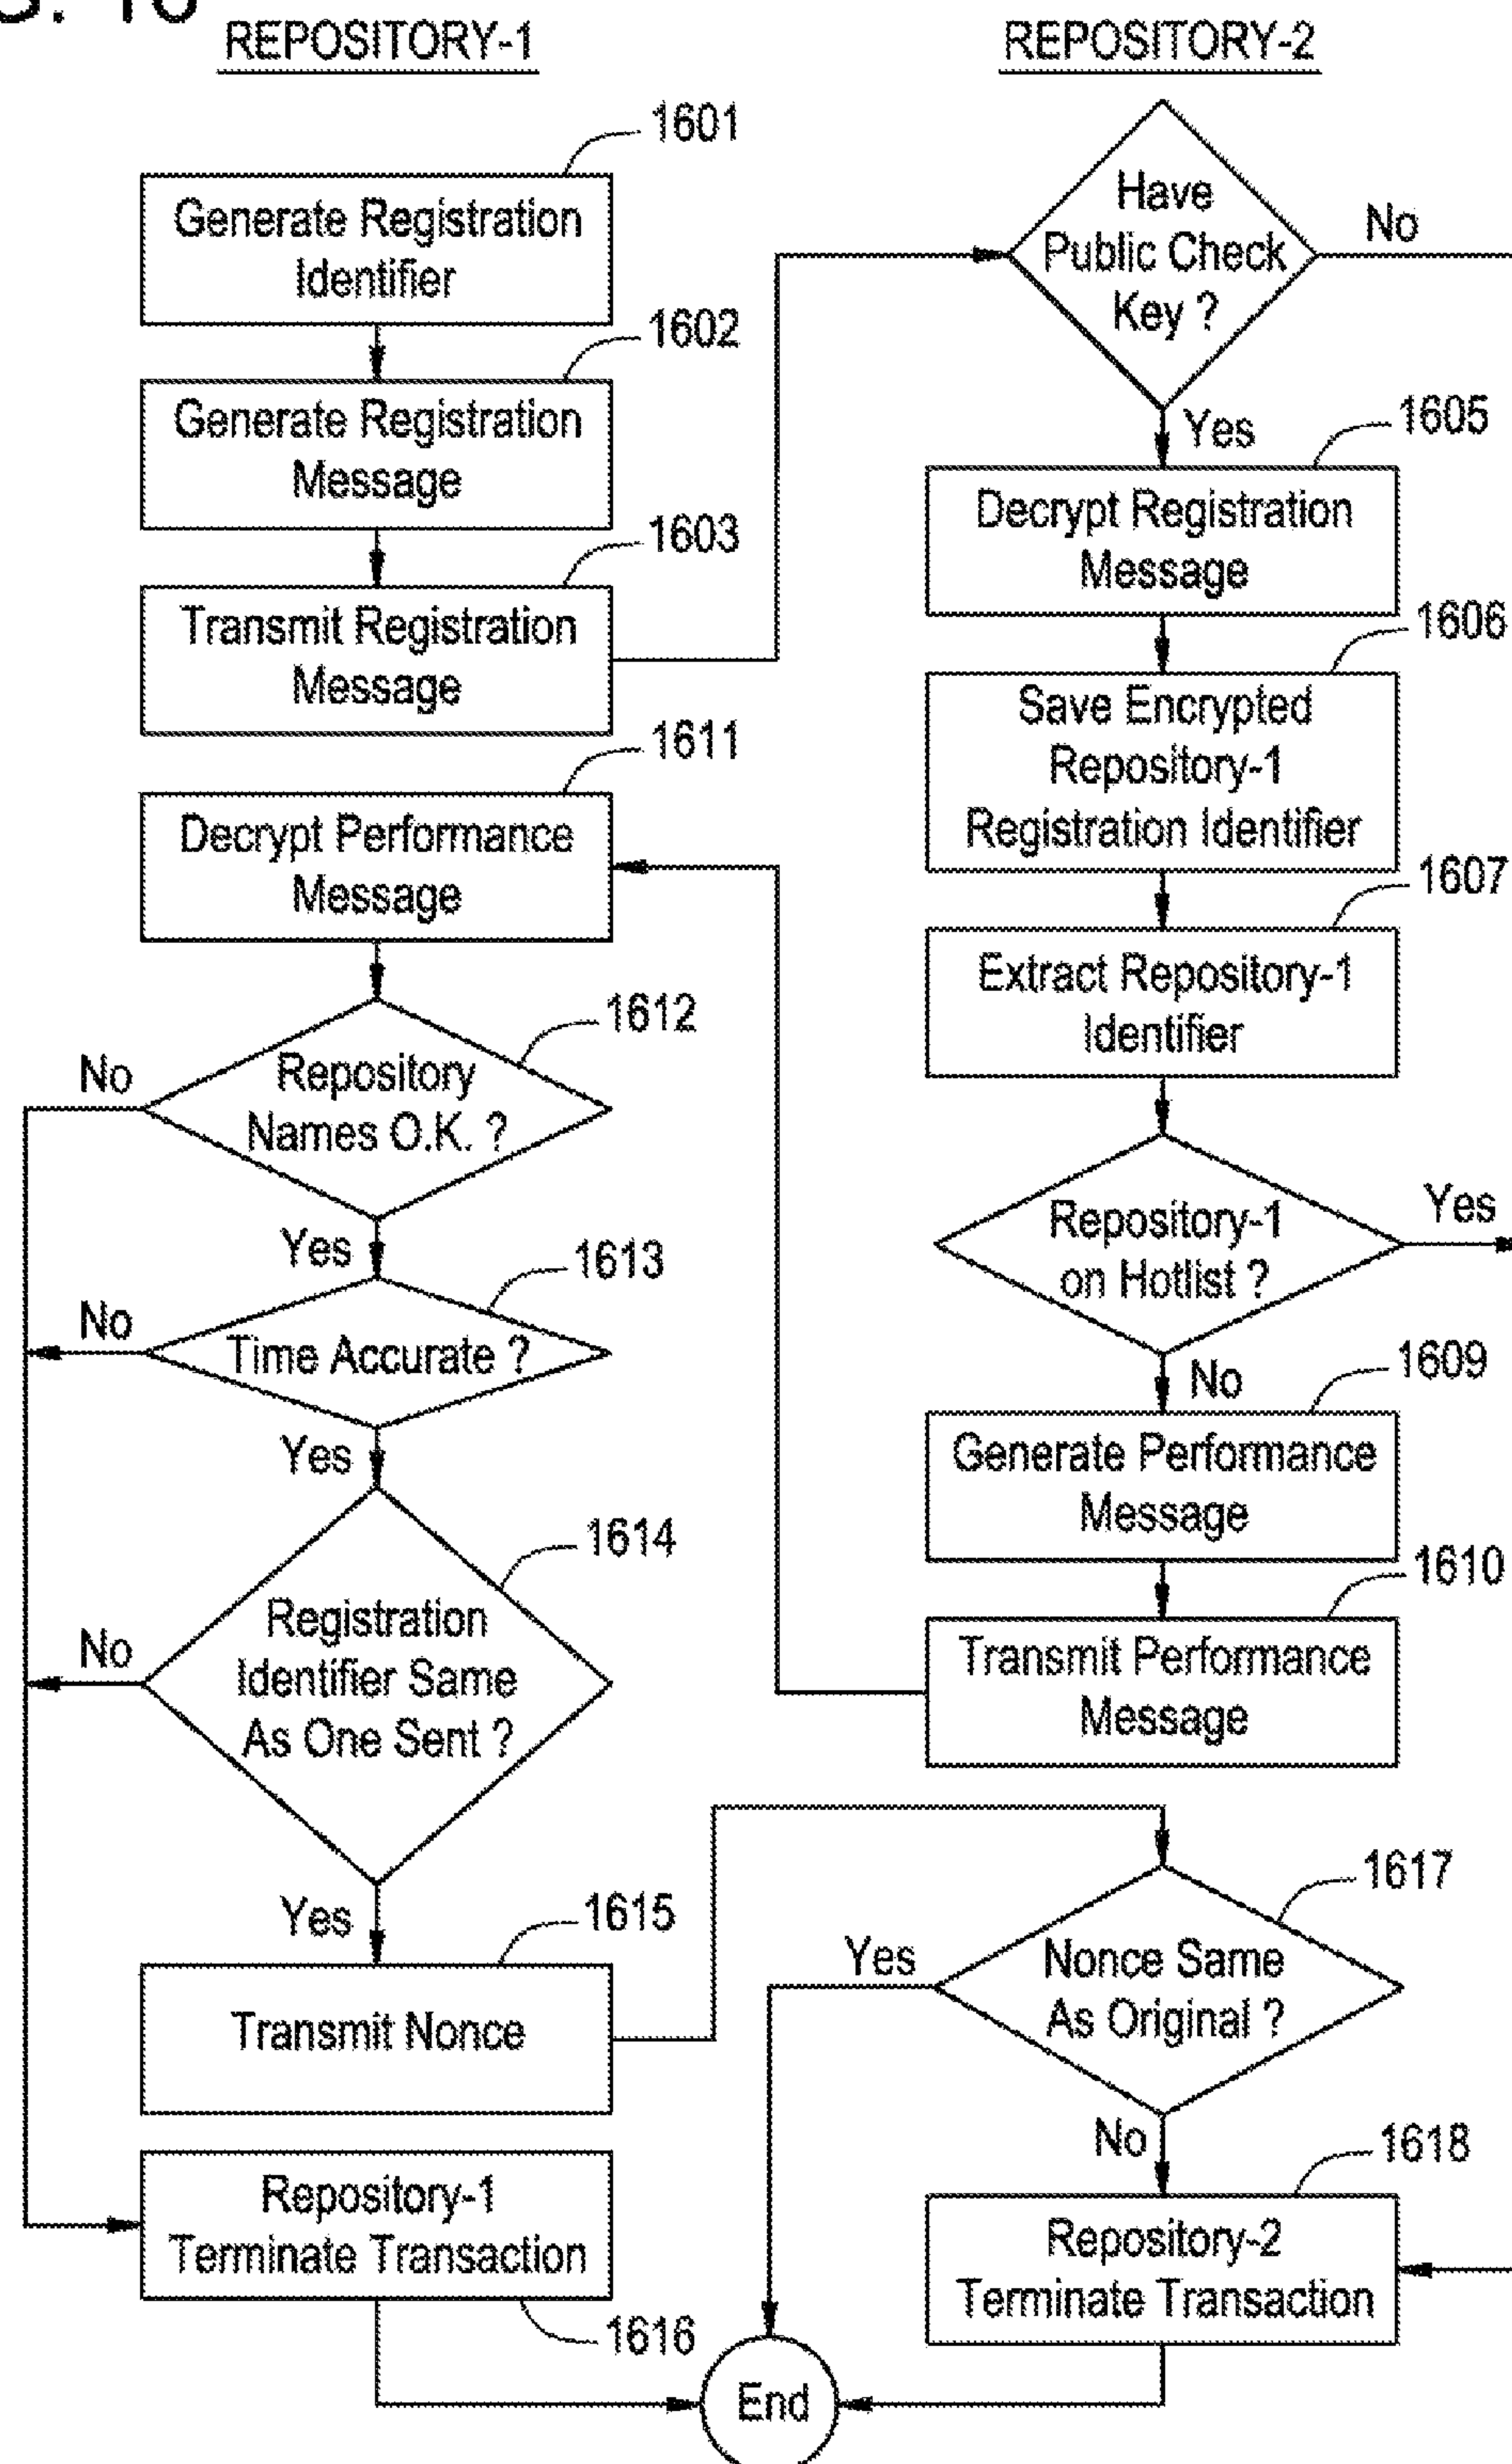 REPOSITORY-1
1601
Generate Registration
Identifier
1602
Generate Registration
Message
1603
Transmit Registration
Message
1611
Decrypt Performance
Message
1612
No
Repository
Names O.K. ?
Yes
1613
No
Time Accurate ?
Yes
1614
Registration
No
Identifier Same
As One Sent ?
Yes
1615
Transmit Nonce
Repository-1
Terminate Transaction
1616
REPOSITORY-2
Have
No
Public Check
Key ?
Yes
1605
Decrypt Registration
Message
1606
Save Encrypted
Repository-1
Registration Identifier
1607
Extract Repository-1
Identifier
Yes
Repository-1
on Hotlist ?
No
1609
Generate Performance
Message
1610
Transmit Performance
Message
1617
Yes
Nonce Same
As Original ?
No
1618
Repository-2
Terminate Transaction
End